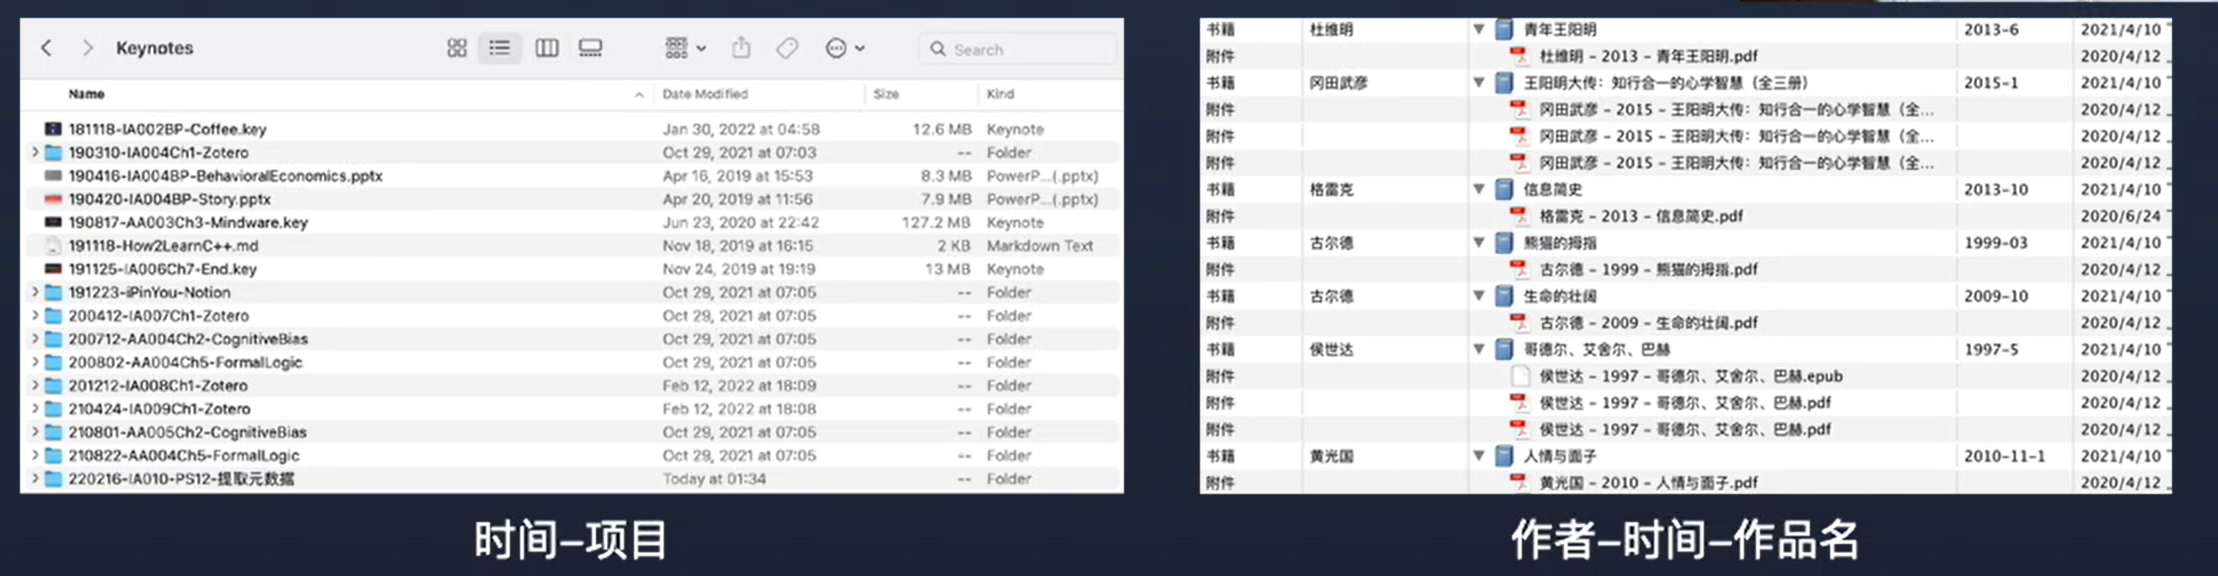 Keynotes
Search
Name Date Modified Size Kind
181118-IA002BP-Coffee.key Jan 30, 2022 at 04:58 12.6 MB Keynote
190310-IA004Ch1-Zotero Oct 29, 2021 at 07:03 -- Folder
190416-IA004BP-BehavioralEconomics.pptx Apr 16, 2019 at 15:53 8.3 MB PowerP...(.pptx)
190420-IA004BP-Story.pptx Apr 20, 2019 at 11:56 7.9 MB PowerP...(.pptx)
190817-AA003Ch3-Mindware.key Jun 23, 2020 at 22:42 127.2 MB Keynote
191118-How2LearnC++.md Nov 18, 2019 at 16:15 2 KB Markdown Text
191125-IA006Ch7-End.key Nov 24, 2019 at 19:19 13 MB Keynote
191223-iPinYou-Notion Oct 29, 2021 at 07:05 -- Folder
200412-IA007Ch1-Zotero Oct 29, 2021 at 07:05 -- Folder
200712-AA004Ch2-CognitiveBias Oct 29, 2021 at 07:05 -- Folder
200802-AA004Ch5-FormalLogic Oct 29, 2021 at 07:05 -- Folder
201212-IA008Ch1-Zotero Feb 12, 2022 at 18:09 -- Folder
210424-IA009Ch1-Zotero Feb 12, 2022 at 18:08 -- Folder
210801-AA005Ch2-CognitiveBias Oct 29, 2021 at 07:05 -- Folder
210822-AA004Ch5-FormalLogic Oct 29, 2021 at 07:05 -- Folder
220216-IA010-PS12-提取元数据 Today at 01:34 -- Folder
时间-项目
书籍 杜维明 青年王阳明 2013-6 2021/4/10
附件 杜维明 - 2013 - 青年王阳明.pdf 2020/4/12
书籍 冈田武彦 王阳明大传：知行合一的心学智慧（全三册） 2015-1 2021/4/10
附件 冈田武彦 - 2015 - 王阳明大传：知行合一的心学智慧（全... 2020/4/12
附件 冈田武彦 - 2015 - 王阳明大传：知行合一的心学智慧（全... 2020/4/12
附件 冈田武彦 - 2015 - 王阳明大传：知行合一的心学智慧（全... 2020/4/12
书籍 格雷克 信息简史 2013-10 2021/4/10
附件 格雷克 - 2013 - 信息简史.pdf 2020/6/24
书籍 古尔德 熊猫的拇指 1999-03 2021/4/10
附件 古尔德 - 1999 - 熊猫的拇指.pdf 2020/4/12
书籍 古尔德 生命的壮阔 2009-10 2021/4/10
附件 古尔德 - 2009 - 生命的壮阔.pdf 2020/4/12
书籍 侯世达 哥德尔、艾舍尔、巴赫 1997-5 2021/4/10
附件 侯世达 - 1997 - 哥德尔、艾舍尔、巴赫.epub 2020/4/12
附件 侯世达 - 1997 - 哥德尔、艾舍尔、巴赫.pdf 2020/4/12
附件 侯世达 - 1997 - 哥德尔、艾舍尔、巴赫.pdf 2020/4/12
书籍 黄光国 人情与面子 2010-11-1 2021/4/10
附件 黄光国 - 2010 - 人情与面子.pdf 2020/4/12
作者-时间-作品名